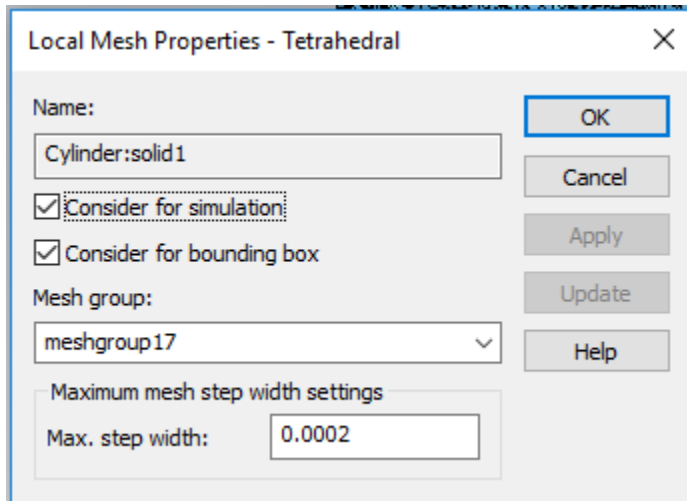 Local Mesh Properties - Tetrahedral
Name:
Cylinder:solid1
Consider for simulation
Consider for bounding box
Mesh group:
meshgroup17
Maximum mesh step width settings
Max. step width:
0.0002
OK
Cancel
Apply
Update
Help